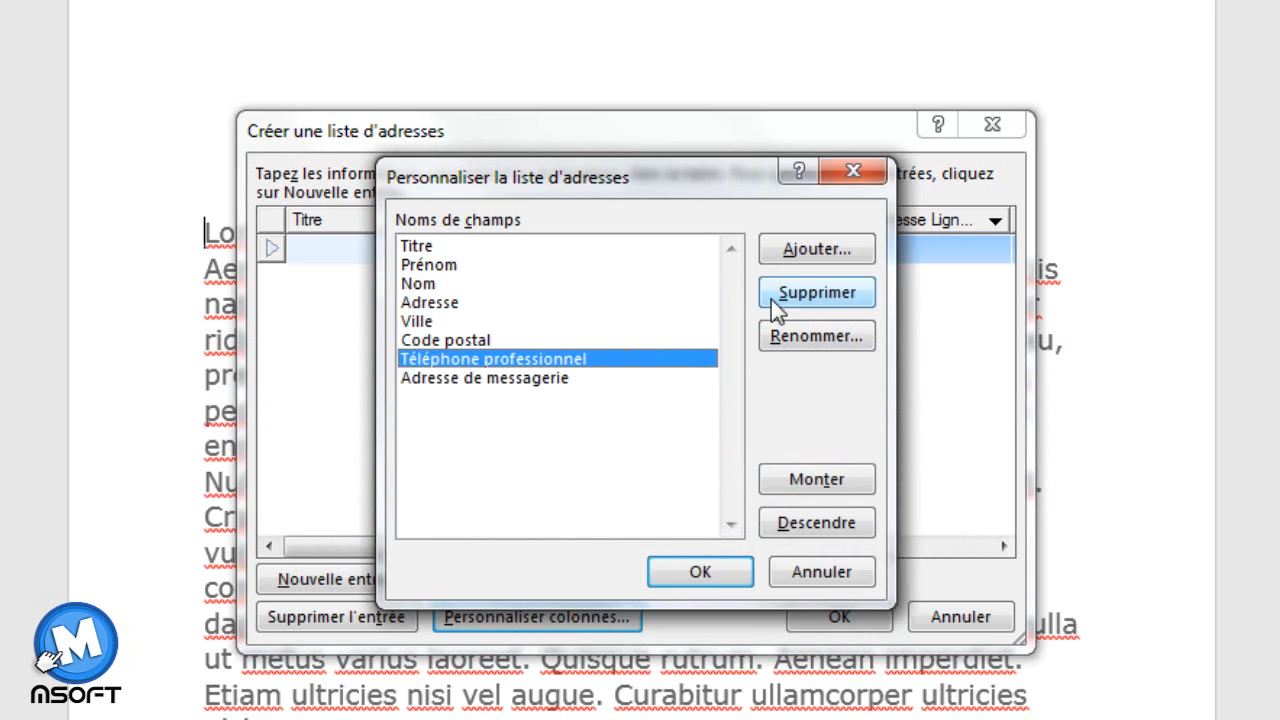 Créer une liste d'adresses
Tapez les inform
trées, cliquez
sur Nouvelle ent
Personnaliser la liste d'adresses
Titre
esse Lign...
Noms de champs
Titre
Prénom
Nom
Adresse
Ville
Code postal
Téléphone professionnel
Adresse de messagerie
Ajouter...
Supprimer
Renommer...
Monter
Descendre
OK
Annuler
Nouvelle entr
Supprimer l'entrée
Personnaliser colonnes...
OK
Annuler
Lo
Ae
is
na
r
rid
u,
pr
pe
en
Nu
.
Cr
vu
co
da
ulla
ut metus varius laoreet. Quisque rutrum. Aenean imperdiet.
Etiam ultricies nisi vel augue. Curabitur ullamcorper ultricies
M
MSOFT